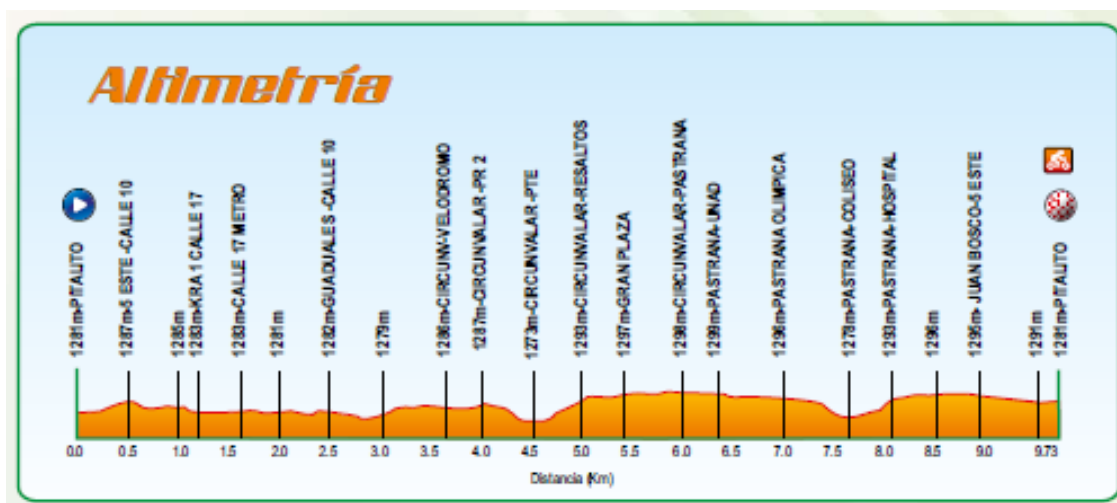 Altimetría
1281m-PITALITO
1287m-5 ESTE -CALLE 10
1285m
1283m-KRA 1 CALLE 17
1283m-CALLE 17 METRO
1281m
1282m-GUADUALES -CALLE 10
1279m
1286m-CIRCUNV-VELODROMO
1287m-CIRCUNVALAR -PR 2
1273m-CIRCUNVALAR -PTE
1293m-CIRCUNVALAR-RESALTOS
1297m-GRAN PLAZA
1298m-CIRCUNVALAR-PASTRANA
1299m-PASTRANA-UNAD
1296m-PASTRANA OLIMPICA
1278m-PASTRANA-COLISEO
1293m-PASTRANA-HOSPITAL
1296m
1295m- JUAN BOSCO-5 ESTE
1291m
1281m-PITALITO
0.0 0.5 1.0 1.5 2.0 2.5 3.0 3.5 4.0 4.5 5.0 5.5 6.0 6.5 7.0 7.5 8.0 8.5 9.0 9.73
Distancia (Km)